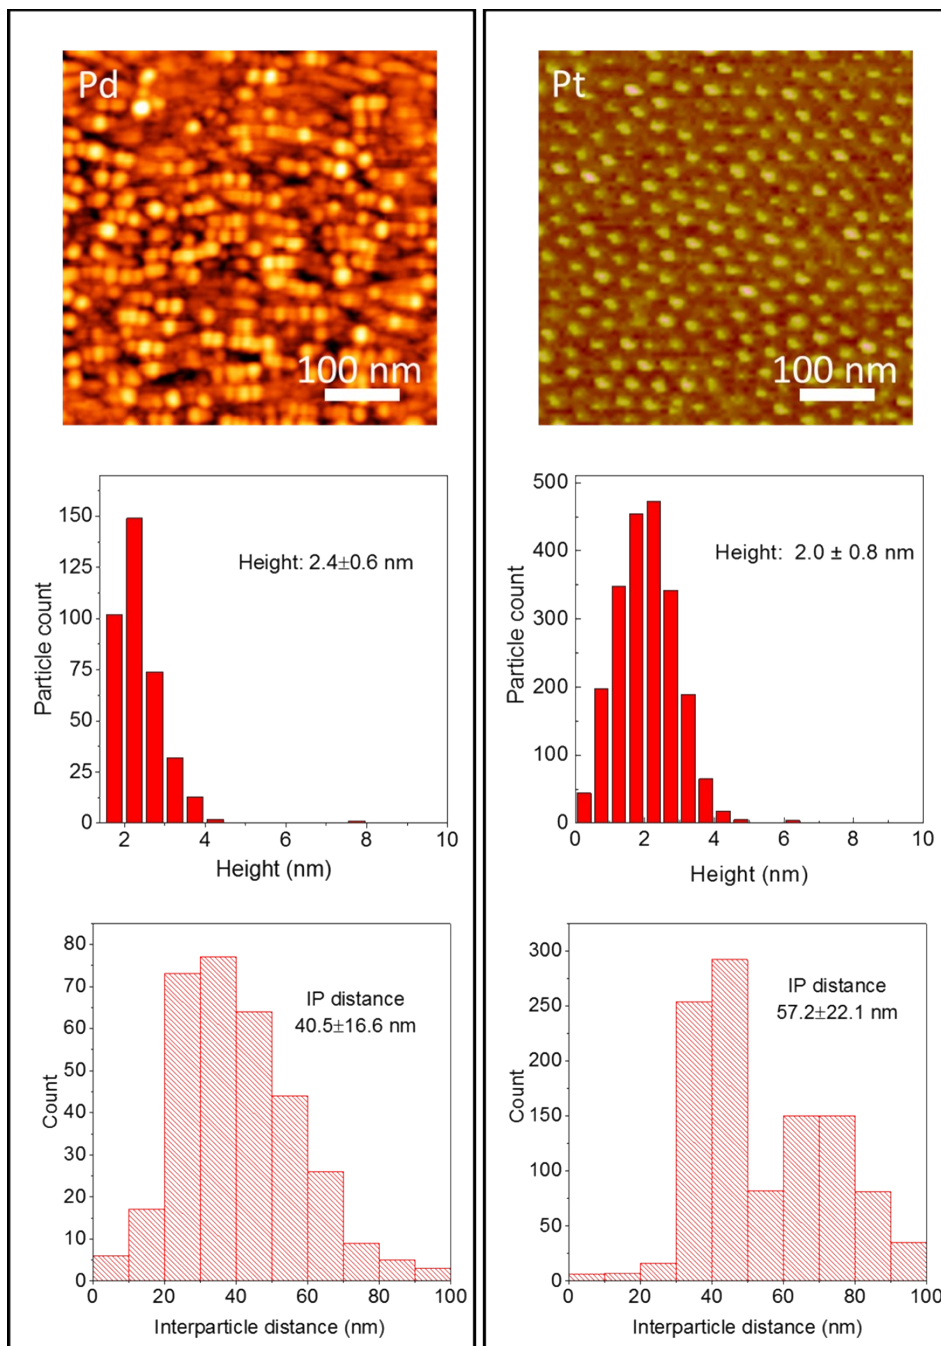 Pd
100 nm
150
125
100
75
50
25
0
2
4
6
8
10
Particle count
Height: 2.4±0.6 nm
Height (nm)
80
70
60
50
40
30
20
10
0
0
20
40
60
80
100
Count
IP distance
40.5±16.6 nm
Interparticle distance (nm)
Pt
100 nm
500
400
300
200
100
0
0
2
4
6
8
10
Particle count
Height: 2.0 ± 0.8 nm
Height (nm)
300
250
200
150
100
50
0
0
20
40
60
80
100
Count
IP distance
57.2±22.1 nm
Interparticle distance (nm)